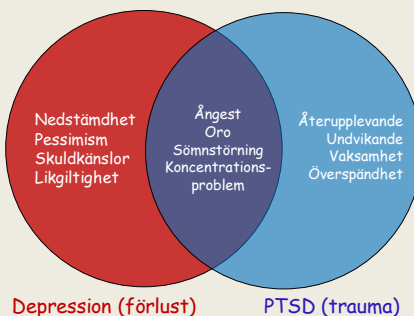 Nedstämdhet
Pessimism
Skuldkänslor
Likgiltighet
Ångest
Oro
Sömnstörning
Koncentrations-
problem
Återupplevande
Undvikande
Vaksamhet
Överspändhet
Depression (förlust)
PTSD (trauma)